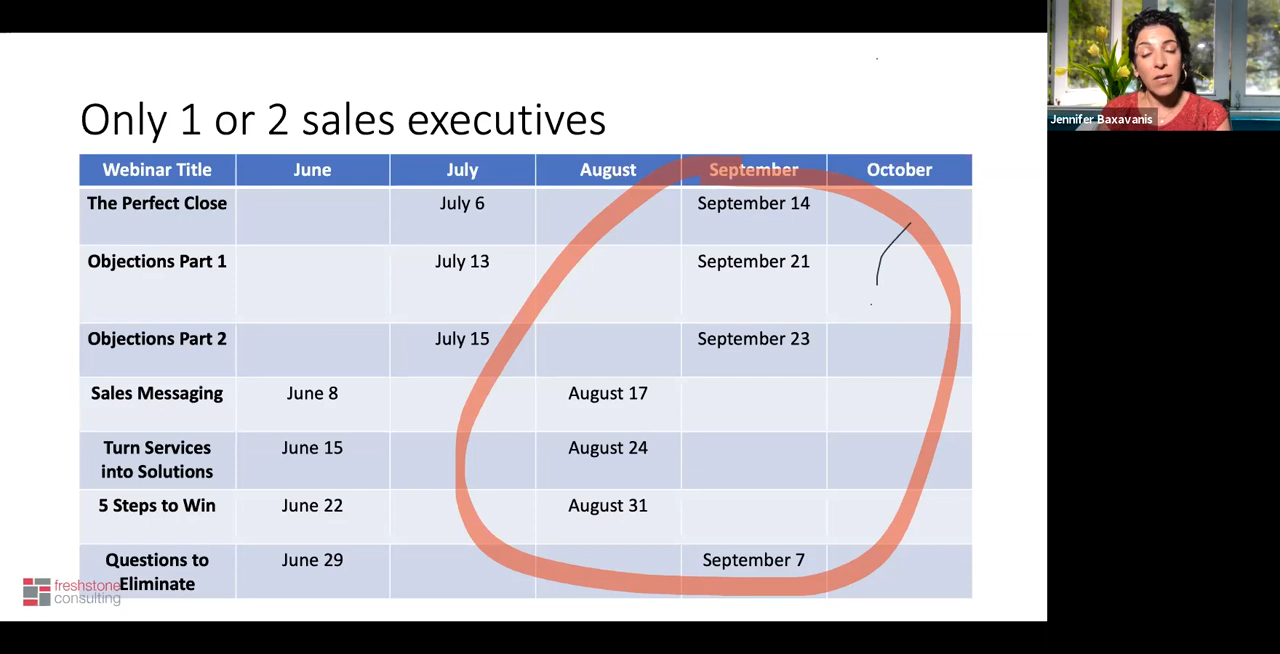 Jennifer Baxavanis
Only 1 or 2 sales executives
Webinar Title June July August September October
The Perfect Close July 6 September 14
Objections Part 1 July 13 September 21
Objections Part 2 July 15 September 23
Sales Messaging June 8 August 17
Turn Services
into Solutions June 15 August 24
5 Steps to Win June 22 August 31
Questions to
Eliminate June 29 September 7
freshstone
consulting